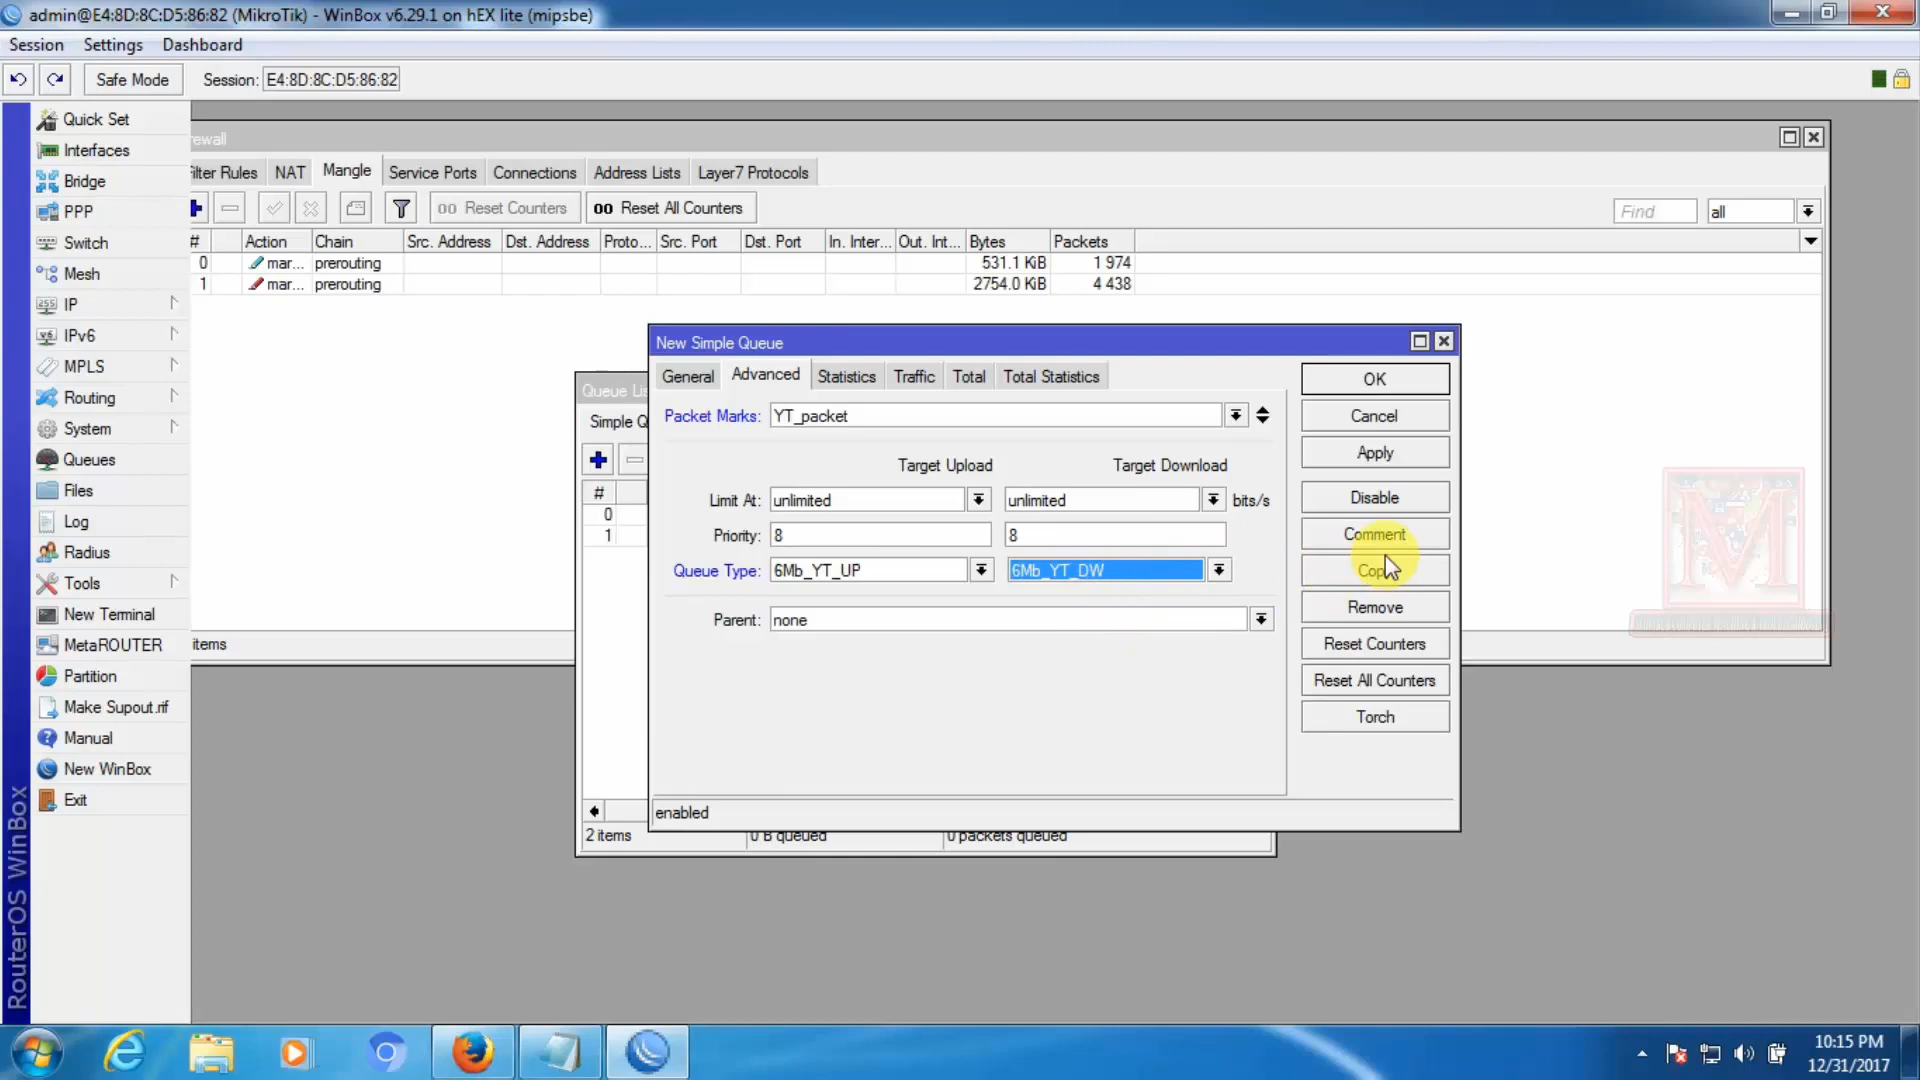 admin@E4:8D:8C:D5:86:82 (MikroTik) - WinBox v6.29.1 on hEX lite (mipsbe)
Session Settings Dashboard
Safe Mode Session: E4:8D:8C:D5:86:82
Quick Set
Interfaces
Bridge
PPP
Switch
Mesh
IP
IPv6
MPLS
Routing
System
Queues
Files
Log
Radius
Tools
New Terminal
MetaROUTER
Partition
Make Supout.rif
Manual
New WinBox
Exit
RouterOS WinBox
rewall
ilter Rules NAT Mangle Service Ports Connections Address Lists Layer7 Protocols
00 Reset Counters 00 Reset All Counters Find all
# Action Chain Src. Address Dst. Address Proto... Src. Port Dst. Port In. Inter... Out. Int... Bytes Packets
0 mar... prerouting 531.1 KiB 1 974
1 mar... prerouting 2754.0 KiB 4 438
items
Queue Lis
Simple Q
#
0
1
2 items 0 B queued 0 packets queued
New Simple Queue
General Advanced Statistics Traffic Total Total Statistics
Packet Marks: YT_packet
Target Upload Target Download
Limit At: unlimited unlimited bits/s
Priority: 8 8
Queue Type: 6Mb_YT_UP 6Mb_YT_DW
Parent: none
enabled
OK
Cancel
Apply
Disable
Comment
Copy
Remove
Reset Counters
Reset All Counters
Torch
10:15 PM
12/31/2017